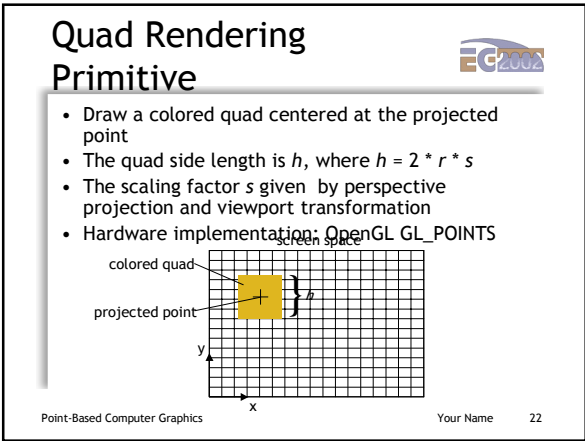 Quad Rendering
Primitive
EG2002
• Draw a colored quad centered at the projected
point
• The quad side length is h, where h = 2 * r * s
• The scaling factor s given by perspective
projection and viewport transformation
• Hardware implementation: OpenGL GL_POINTS
screen space
colored quad
h
projected point
y
x
Point-Based Computer Graphics
Your Name
22